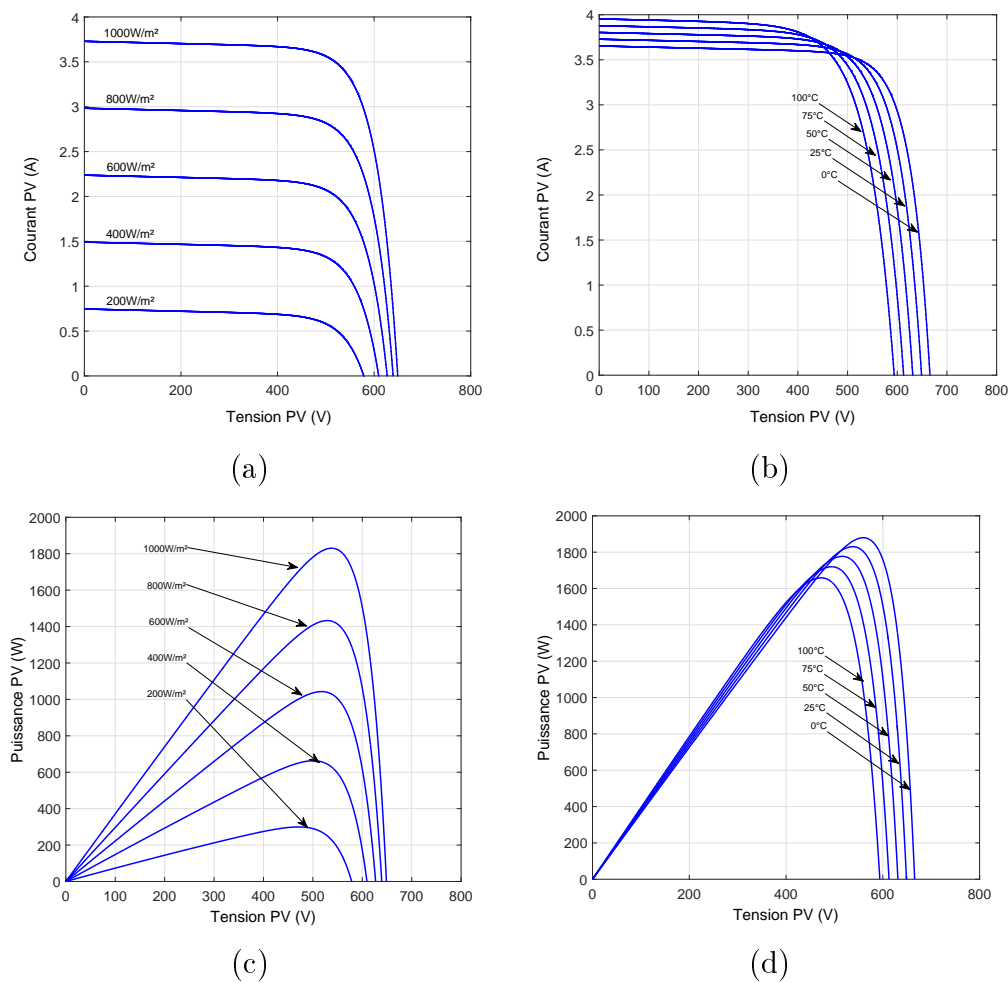 4
3.5
3
2.5
2
1.5
1
0.5
0
1000W/m²
800W/m²
600W/m²
400W/m²
200W/m²
Courant PV (A)
0 200 400 600 800
Tension PV (V)
(a)
4
3.5
3
2.5
2
1.5
1
0.5
0
100°C
75°C
50°C
25°C
0°C
Courant PV (A)
0 100 200 300 400 500 600 700 800
Tension PV (V)
(b)
2000
1800
1600
1400
1200
1000
800
600
400
200
0
1000W/m²
800W/m²
600W/m²
400W/m²
200W/m²
Puissance PV (W)
0 100 200 300 400 500 600 700 800
Tension PV (V)
(c)
2000
1800
1600
1400
1200
1000
800
600
400
200
0
100°C
75°C
50°C
25°C
0°C
Puissance PV (W)
0 200 400 600 800
Tension PV (V)
(d)